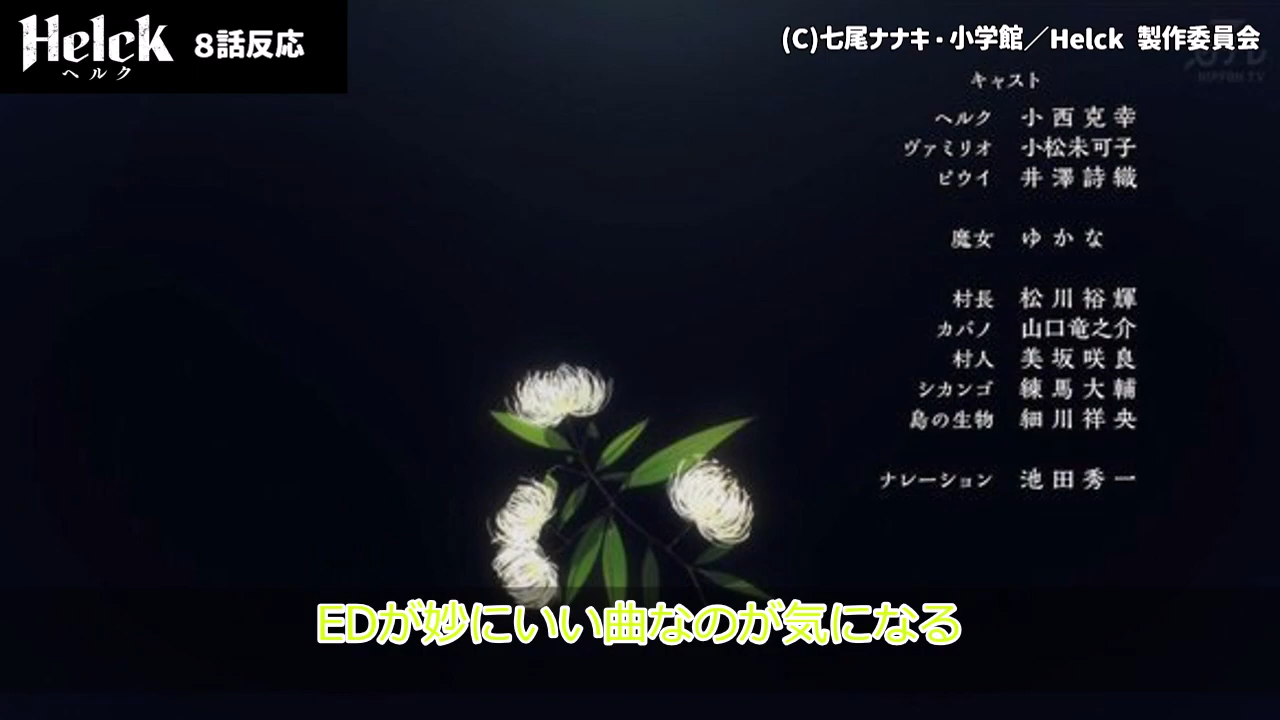 Helck
ヘルク
8話反応
(C)七尾ナナキ・小学館／Helck 製作委員会
NIPPON TV
キャスト
ヘルク 小西克幸
ヴァミリオ 小松未可子
ピウイ 井澤詩織
魔女 ゆかな
村長 松川裕輝
カバノ 山口竜之介
村人 美坂咲良
シカンゴ 練馬大輔
島の生物 細川祥央
ナレーション 池田秀一
EDが妙にいい曲なのが気になる